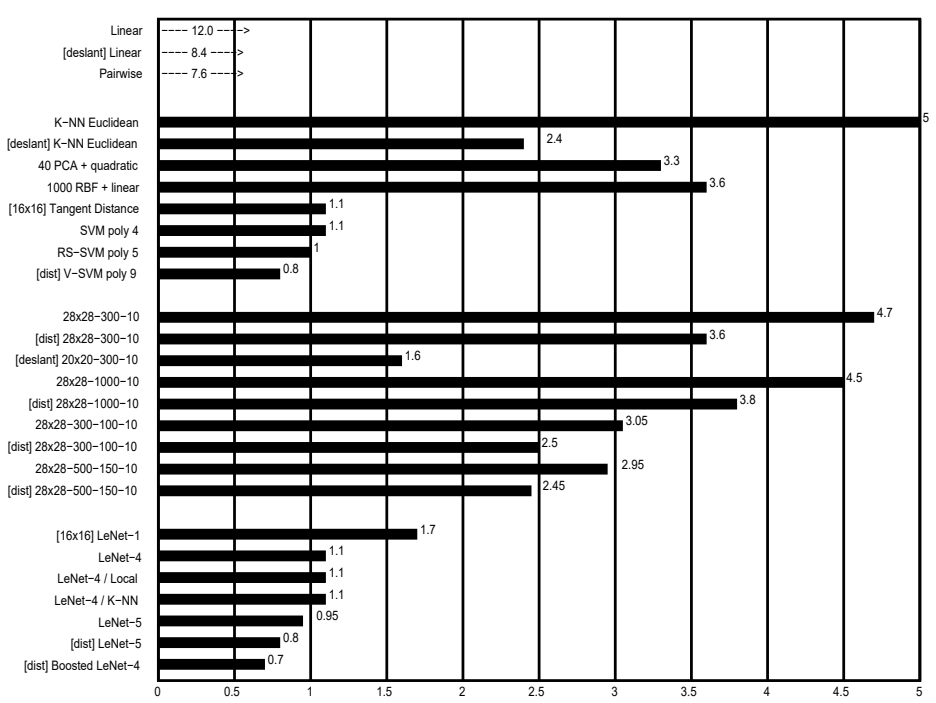 Linear ---- 12.0 ---->
[deslant] Linear ---- 8.4 ---->
Pairwise ---- 7.6 ---->
K−NN Euclidean 5
[deslant] K−NN Euclidean 2.4
40 PCA + quadratic 3.3
1000 RBF + linear 3.6
[16x16] Tangent Distance 1.1
SVM poly 4 1.1
RS−SVM poly 5 1
[dist] V−SVM poly 9 0.8
28x28−300−10 4.7
[dist] 28x28−300−10 3.6
[deslant] 20x20−300−10 1.6
28x28−1000−10 4.5
[dist] 28x28−1000−10 3.8
28x28−300−100−10 3.05
[dist] 28x28−300−100−10 2.5
28x28−500−150−10 2.95
[dist] 28x28−500−150−10 2.45
[16x16] LeNet−1 1.7
LeNet−4 1.1
LeNet−4 / Local 1.1
LeNet−4 / K−NN 1.1
LeNet−5 0.95
[dist] LeNet−5 0.8
[dist] Boosted LeNet−4 0.7
0 0.5 1 1.5 2 2.5 3 3.5 4 4.5 5